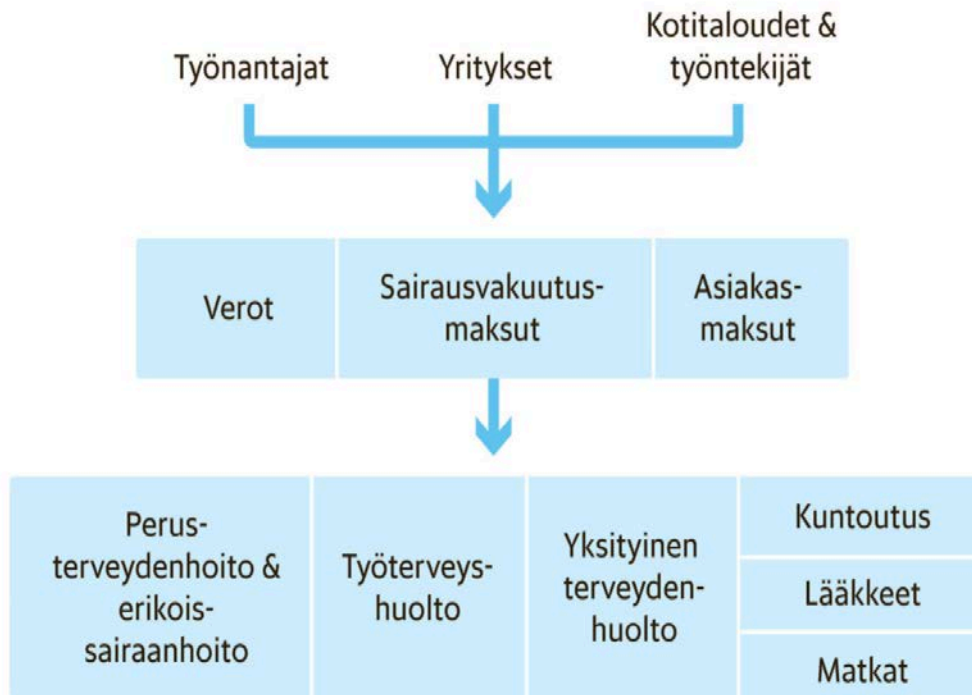 Työnantajat
Yritykset
Kotitaloudet &
työntekijät
Verot
Sairausvakuutus-
maksut
Asiakas-
maksut
Perus-
terveydenhoito &
erikois-
sairaanhoito
Työterveys-
huolto
Yksityinen
terveyden-
huolto
Kuntoutus
Lääkkeet
Matkat